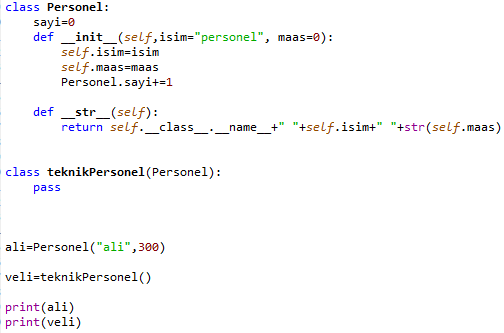 class Personel:
    sayi=0
    def __init__(self,isim="personel", maas=0):
        self.isim=isim
        self.maas=maas
        Personel.sayi+=1
    def __str__(self):
        return self.__class__.__name__+" "+self.isim+" "+str(self.maas)
class teknikPersonel(Personel):
    pass
ali=Personel("ali",300)
veli=teknikPersonel()
print(ali)
print(veli)